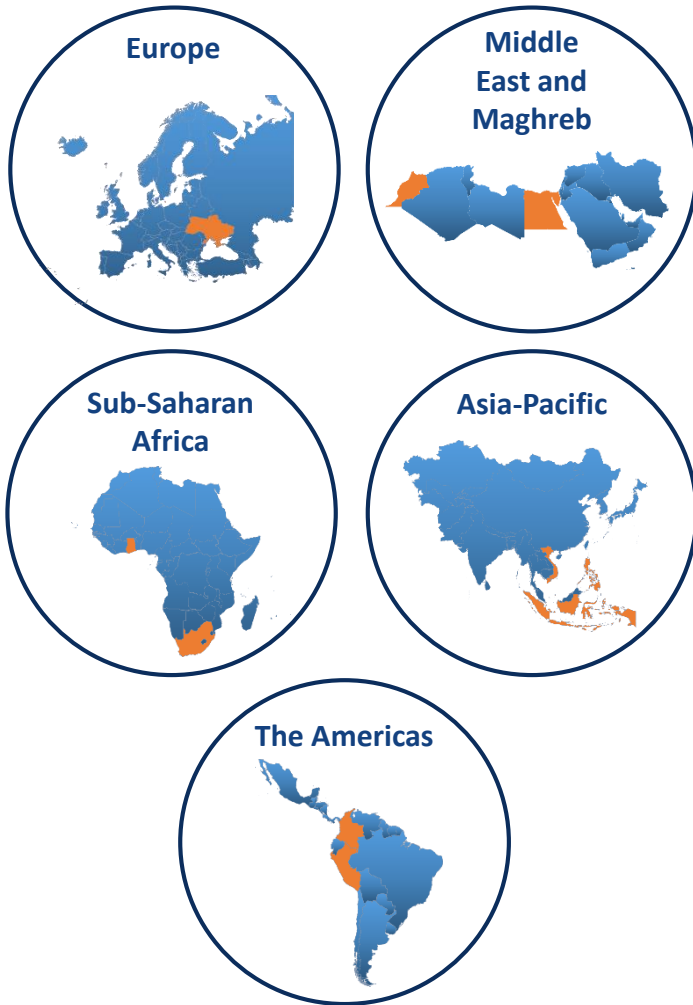 Europe
Middle
East and
Maghreb
Sub-Saharan
Africa
Asia-Pacific
The Americas